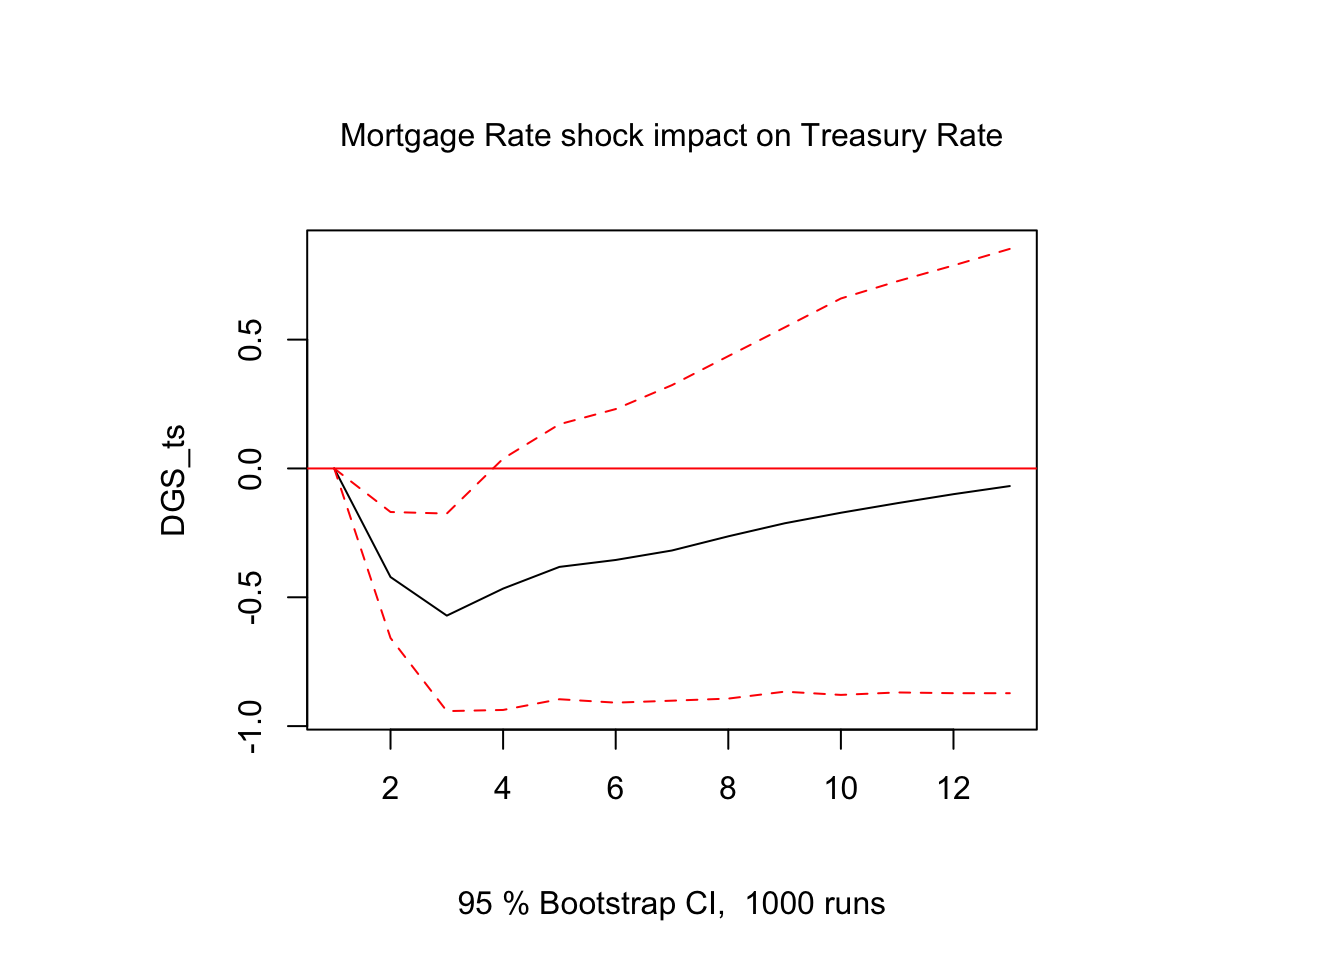 Mortgage Rate shock impact on Treasury Rate
DGS_ts
0.5
0.0
-0.5
-1.0
2 4 6 8 10 12
95 % Bootstrap CI,  1000 runs